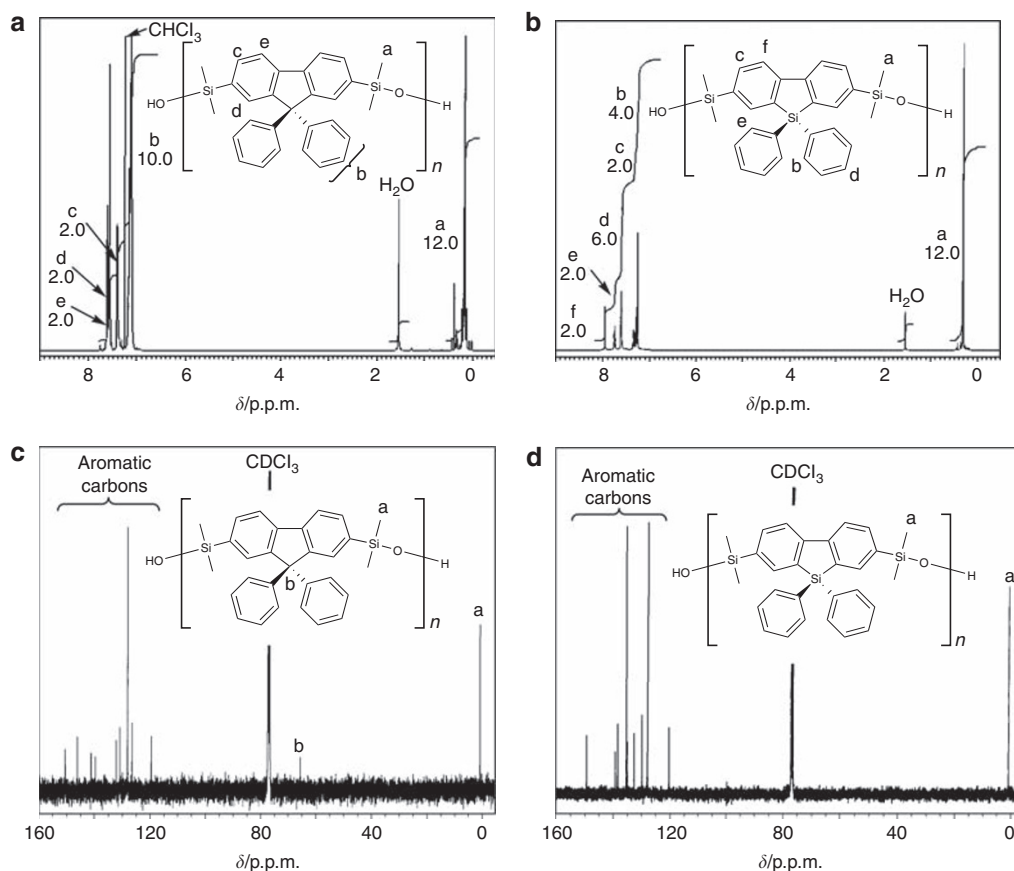 a
CHCl3
c
e
a
Si
Si
O
HO
H
d
b
10.0
b
n
c
2.0
d
2.0
e
2.0
H2O
a
12.0
8
6
4
2
0
δ/p.p.m.
b
c
f
a
b
4.0
Si
Si
O
HO
H
Si
e
c
2.0
b
d
n
d
6.0
e
2.0
f
2.0
a
12.0
H2O
8
6
4
2
0
δ/p.p.m.
c
Aromatic
carbons
CDCl3
a
Si
Si
O
HO
H
b
n
a
b
160
120
80
40
0
δ/p.p.m.
d
Aromatic
carbons
CDCl3
a
Si
Si
O
HO
H
Si
n
a
160
120
80
40
0
δ/p.p.m.